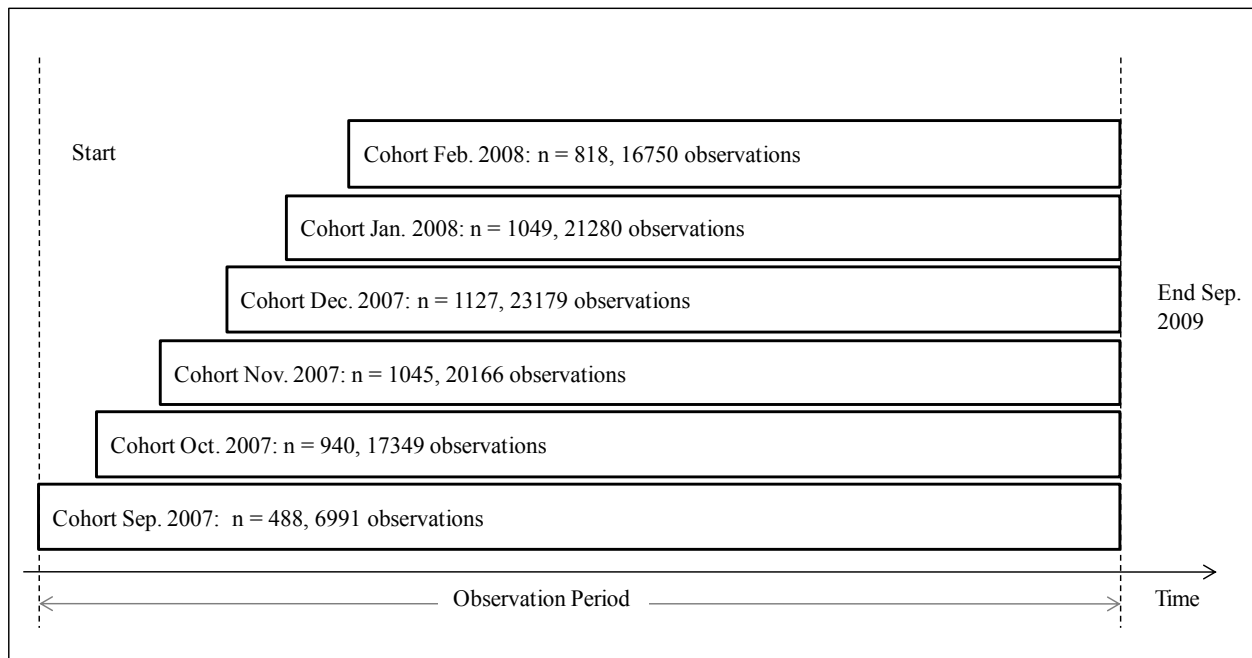 Start
Cohort Feb. 2008: n = 818, 16750 observations
Cohort Jan. 2008: n = 1049, 21280 observations
Cohort Dec. 2007: n = 1127, 23179 observations
End Sep.
2009
Cohort Nov. 2007: n = 1045, 20166 observations
Cohort Oct. 2007: n = 940, 17349 observations
Cohort Sep. 2007: n = 488, 6991 observations
Observation Period
Time